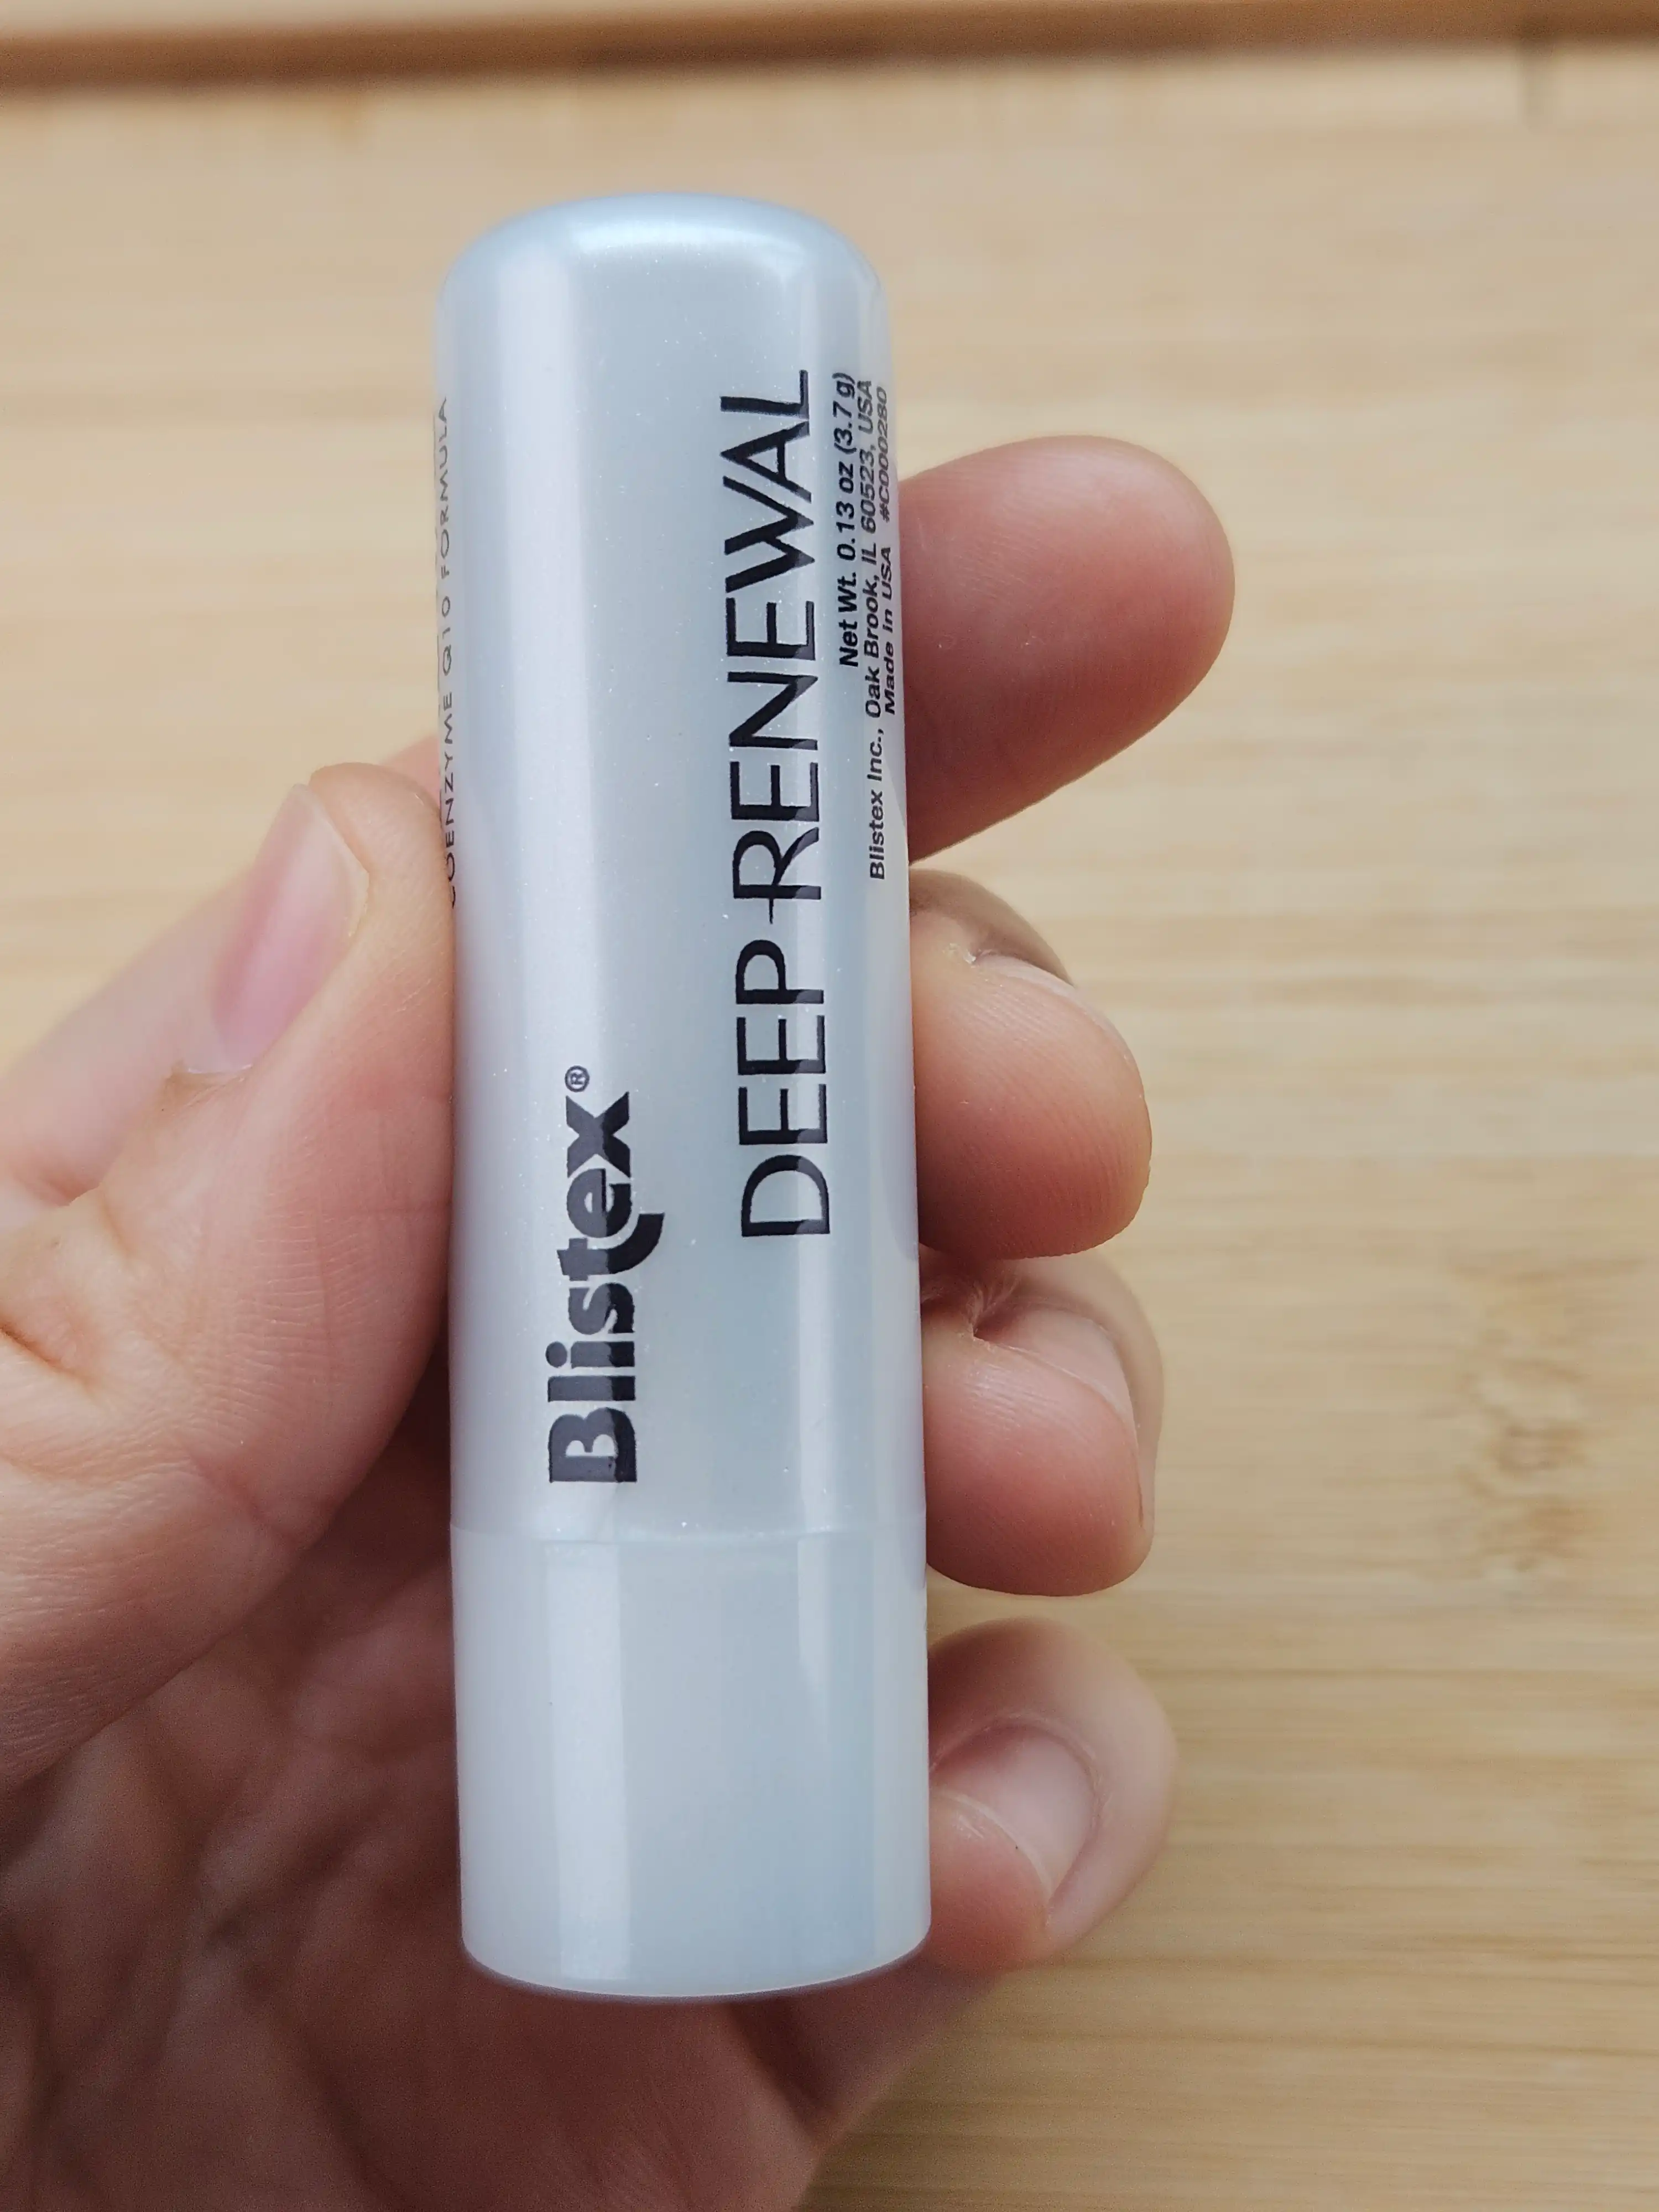 COENZYME Q10 FORMULA
Blistex®
DEEP RENEWAL
Net Wt. 0.13 oz (3.7 g)
Blistex Inc., Oak Brook, IL 60523, USA
Made in USA #C000280